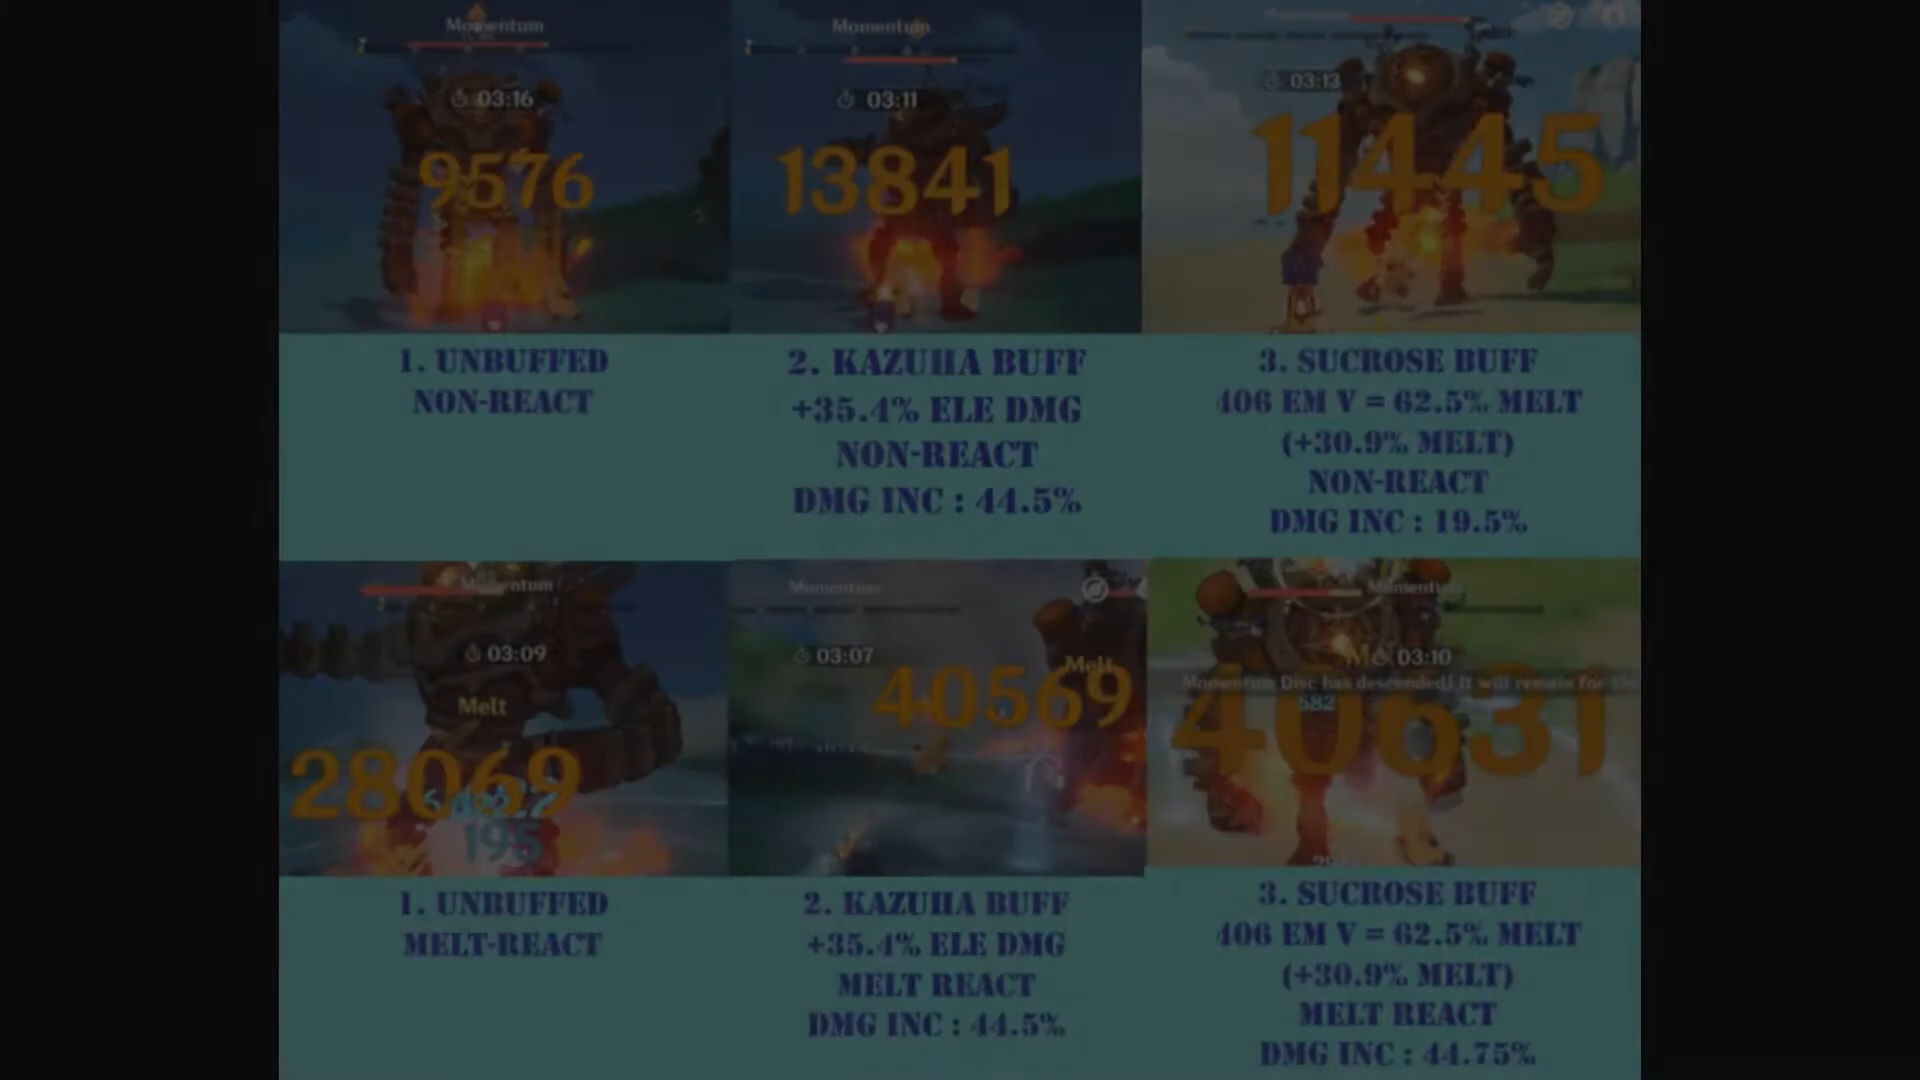 Momentum
03:16
9576
1. UNBUFFED
NON-REACT
Momentum
03:11
13841
2. KAZUHA BUFF
+35.4% ELE DMG
NON-REACT
DMG INC : 44.5%
03:13
11445
3. SUCROSE BUFF
406 EM V = 62.5% MELT
(+30.9% MELT)
NON-REACT
DMG INC : 19.5%
Momentum
03:09
Melt
28069
195
1. UNBUFFED
MELT-REACT
Momentum
03:07
Melt
40569
2. KAZUHA BUFF
+35.4% ELE DMG
MELT REACT
DMG INC : 44.5%
03:10
Momentum Disc has descended! It will remain for
682
40631
3. SUCROSE BUFF
406 EM V = 62.5% MELT
(+30.9% MELT)
MELT REACT
DMG INC : 44.75%